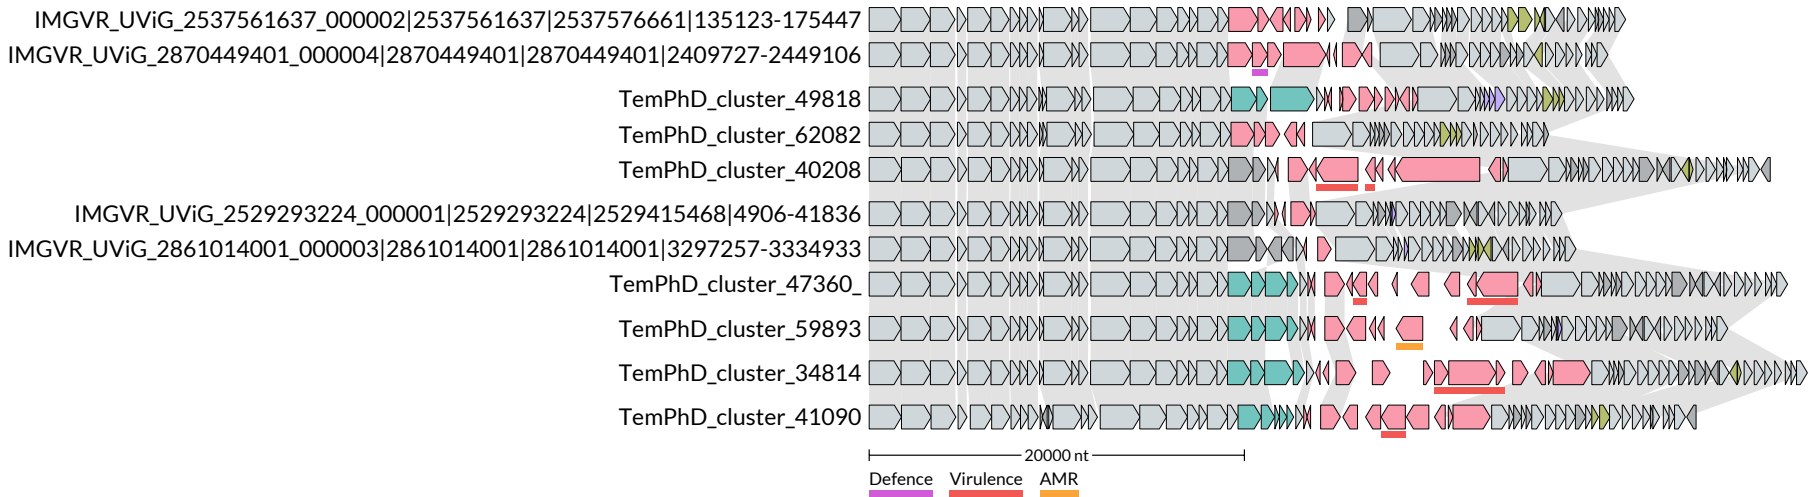 IMGVR_UViG_2537561637_000002|2537561637|2537576661|135123-175447
IMGVR_UViG_2870449401_000004|2870449401|2870449401|2409727-2449106
TemPhD_cluster_49818
TemPhD_cluster_62082
TemPhD_cluster_40208
IMGVR_UViG_2529293224_000001|2529293224|2529415468|4906-41836
IMGVR_UViG_2861014001_000003|2861014001|2861014001|3297257-3334933
TemPhD_cluster_47360_
TemPhD_cluster_59893
TemPhD_cluster_34814
TemPhD_cluster_41090
20000 nt
Defence Virulence AMR